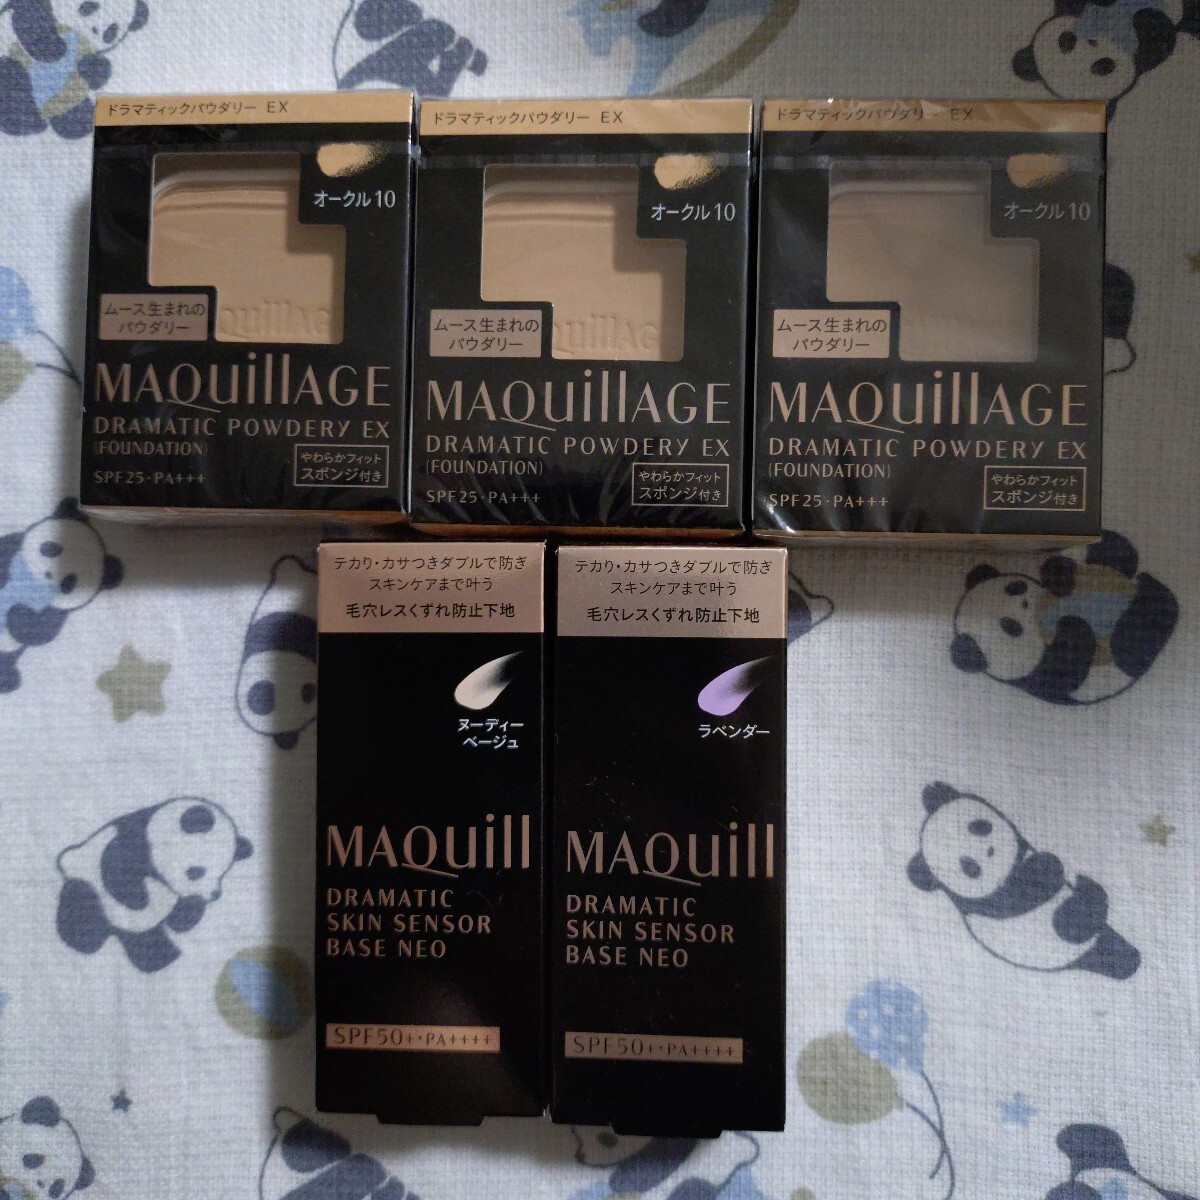 ドラマティックパウダリー EX
オークル10
ムース生まれの
パウダリー
MAQuillAGE
DRAMATIC POWDERY EX
(FOUNDATION)
SPF25・PA+++
やわらかフィット
スポンジ付き
ドラマティックパウダリー EX
オークル10
ムース生まれの
パウダリー
MAQuillAGE
DRAMATIC POWDERY EX
(FOUNDATION)
SPF25・PA+++
やわらかフィット
スポンジ付き
ドラマティックパウダリー EX
オークル10
ムース生まれの
パウダリー
MAQuillAGE
DRAMATIC POWDERY EX
(FOUNDATION)
SPF25・PA+++
やわらかフィット
スポンジ付き
テカり・カサつきダブルで防ぎ
スキンケアまで叶う
毛穴レスくずれ防止下地
ヌーディー
ベージュ
MAQuill
DRAMATIC
SKIN SENSOR
BASE NEO
SPF50+・PA++++
テカり・カサつきダブルで防ぎ
スキンケアまで叶う
毛穴レスくずれ防止下地
ラベンダー
MAQuill
DRAMATIC
SKIN SENSOR
BASE NEO
SPF50+・PA++++